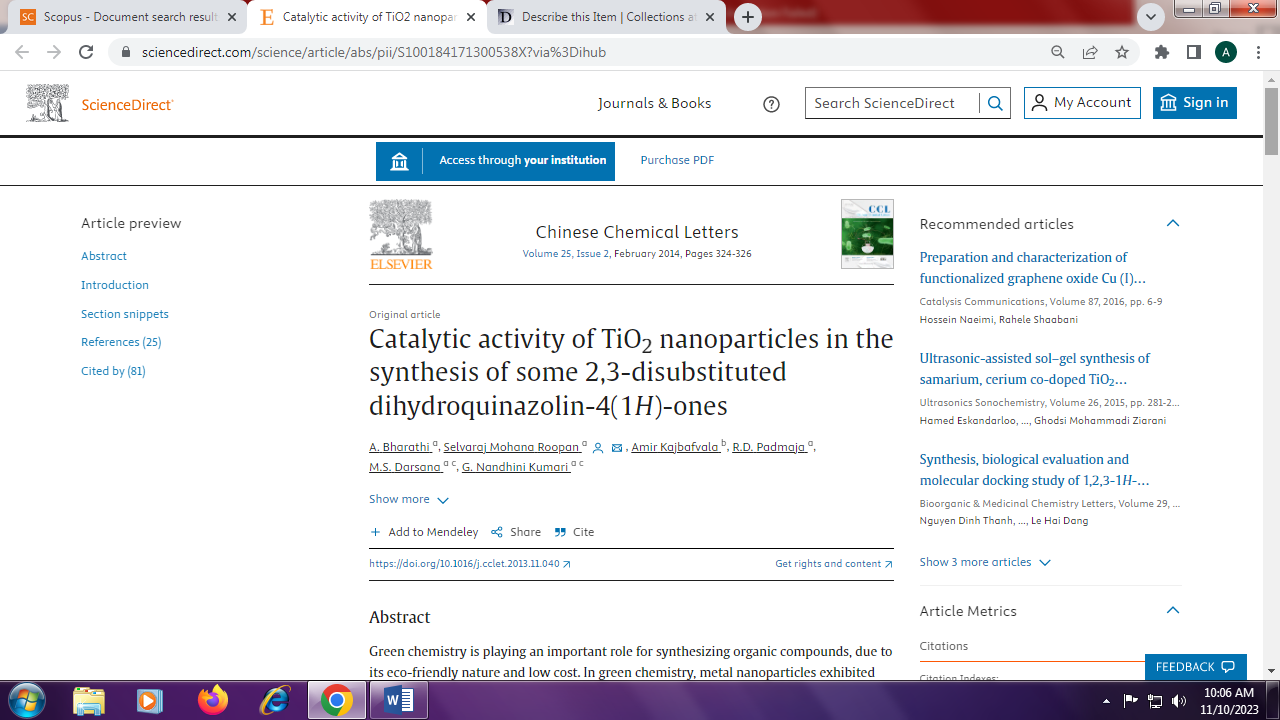 Scopus - Document search result
Catalytic activity of TiO2 nanopar
Describe this Item | Collections a
sciencedirect.com/science/article/abs/pii/S100184171300538X?via%3Dihub
A
ScienceDirect
Journals & Books
Search ScienceDirect
My Account
Sign in
Access through your institution
Purchase PDF
Article preview
Abstract
Introduction
Section snippets
References (25)
Cited by (81)
ELSEVIER
Chinese Chemical Letters
Volume 25, Issue 2, February 2014, Pages 324-326
CCL
Original article
Catalytic activity of TiO2 nanoparticles in the
synthesis of some 2,3-disubstituted
dihydroquinazolin-4(1H)-ones
A. Bharathi a, Selvaraj Mohana Roopan a, Amir Kajbafvala b, R.D. Padmaja a,
M.S. Darsana a c, G. Nandhini Kumari a c
Show more
Add to Mendeley Share Cite
https://doi.org/10.1016/j.cclet.2013.11.040
Get rights and content
Abstract
Green chemistry is playing an important role for synthesizing organic compounds, due to
its eco-friendly nature and low cost. In green chemistry, metal nanoparticles exhibited
Recommended articles
Preparation and characterization of
functionalized graphene oxide Cu (I)…
Catalysis Communications, Volume 87, 2016, pp. 6-9
Hossein Naeimi, Rahele Shaabani
Ultrasonic-assisted sol–gel synthesis of
samarium, cerium co-doped TiO2…
Ultrasonics Sonochemistry, Volume 26, 2015, pp. 281-2…
Hamed Eskandarloo, …, Ghodsi Mohammadi Ziarani
Synthesis, biological evaluation and
molecular docking study of 1,2,3-1H-…
Bioorganic & Medicinal Chemistry Letters, Volume 29, …
Nguyen Dinh Thanh, …, Le Hai Dang
Show 3 more articles
Article Metrics
Citations
Citation Indexes:
FEEDBACK
10:06 AM
11/10/2023